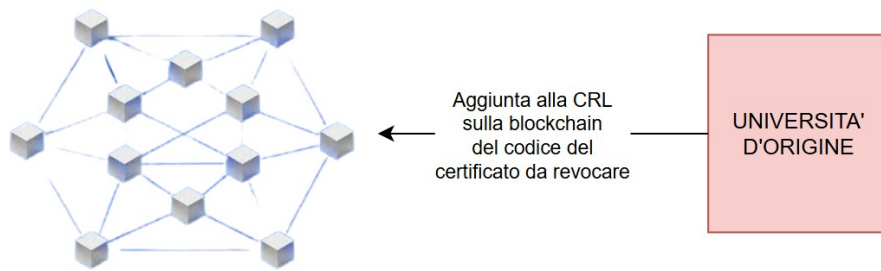 Aggiunta alla CRL
sulla blockchain
del codice del
certificato da revocare
UNIVERSITA'
D'ORIGINE